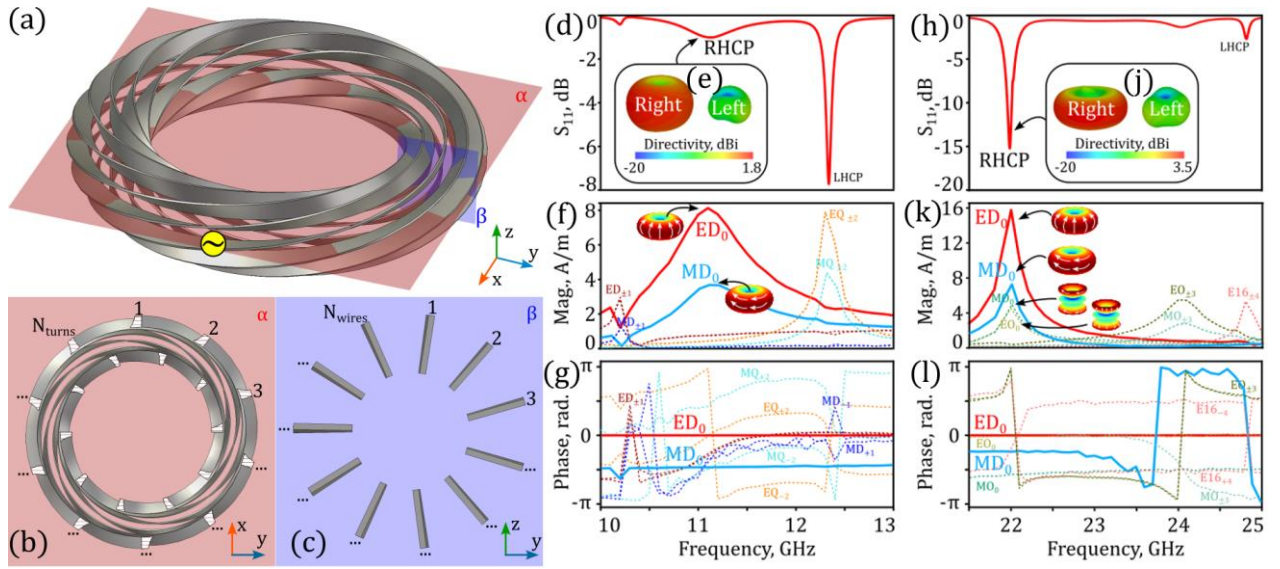 (a)
α
β
z
y
x
(b)
α
N_turns
1
2
3
...
...
...
...
...
...
x
y
(c)
β
N_wires
1
2
3
...
...
...
...
...
...
z
y
(d)
S₁₁, dB
0
-2
-4
-6
-8
RHCP
LHCP
(e)
Right
Left
Directivity, dBi
-20
1.8
(f)
Mag, A/m
8
6
4
2
0
ED₀
MD₀
ED±1
MD±1
EQ±2
MQ±2
(g)
Phase, rad.
π
0
-π
ED±1
MQ+2
MD-1
EQ+2
ED₀
MD₀
MD+1
MQ-2
EQ-2
10
11
12
13
Frequency, GHz
(h)
S₁₁, dB
0
-5
-10
-15
-20
RHCP
LHCP
(j)
Right
Left
Directivity, dBi
-20
3.5
(k)
Mag, A/m
16
12
8
4
0
ED₀
MD₀
MO₀
EO₀
EO±3
MO±3
E16±4
(l)
Phase, rad.
π
0
-π
EO±3
E16-4
ED₀
EO₀
MD₀
E16+4
MO₀
MO±3
22
23
24
25
Frequency, GHz